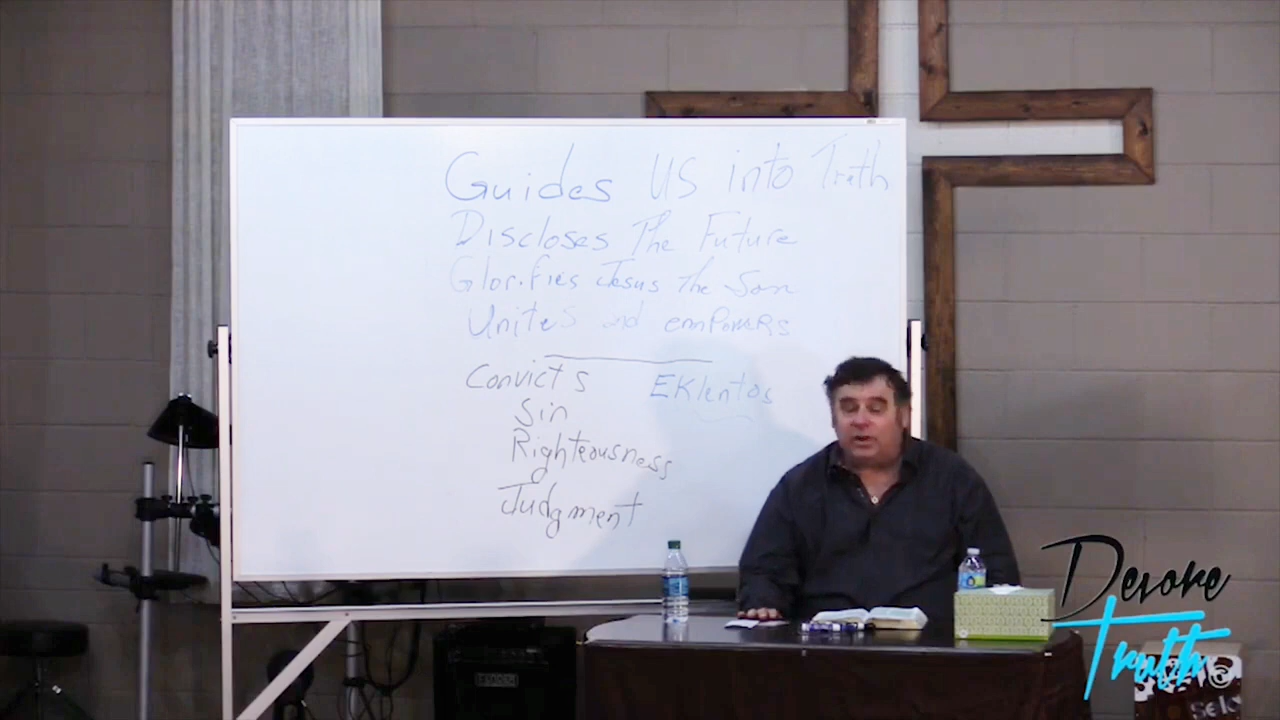 Guides us into Truth
Discloses The Future
Glorifies Jesus the Son
Unites and emPowers
Convicts
EKlentos
Sin
Righteousness
Judgment
Desire
Truth